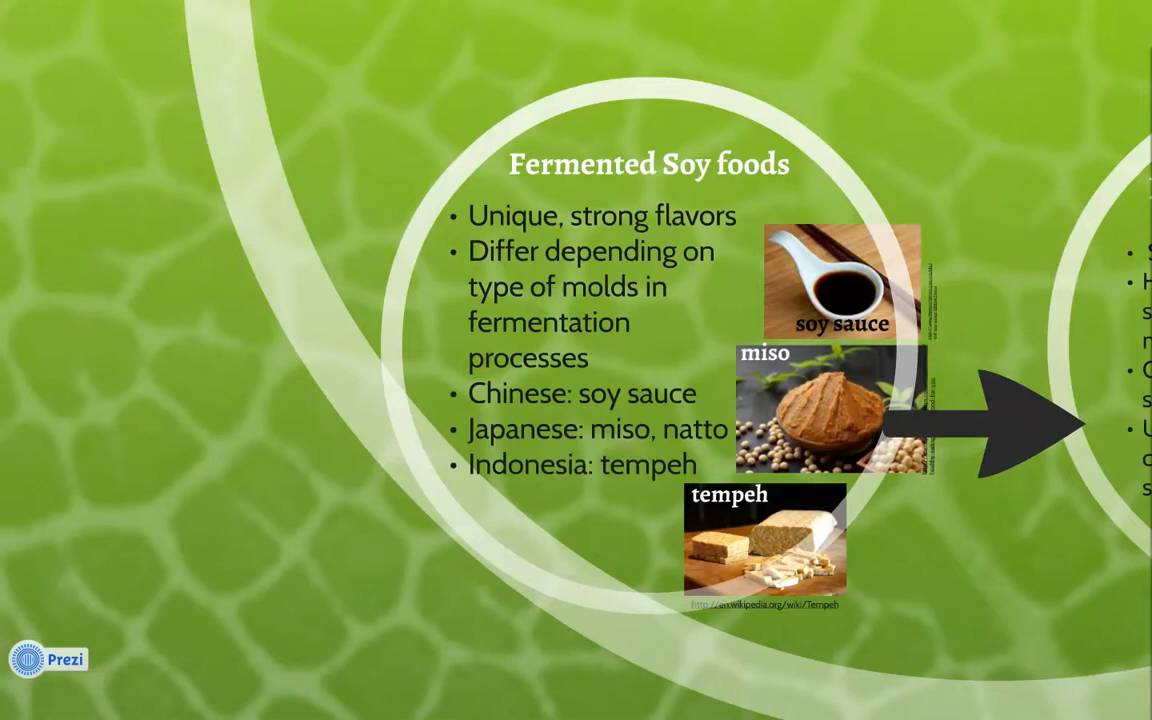 Fermented Soy foods
• Unique, strong flavors
• Differ depending on
type of molds in
fermentation
processes
• Chinese: soy sauce
• Japanese: miso, natto
• Indonesia: tempeh
soy sauce
miso
tempeh
http://en.wikipedia.org/wiki/Tempeh
Prezi